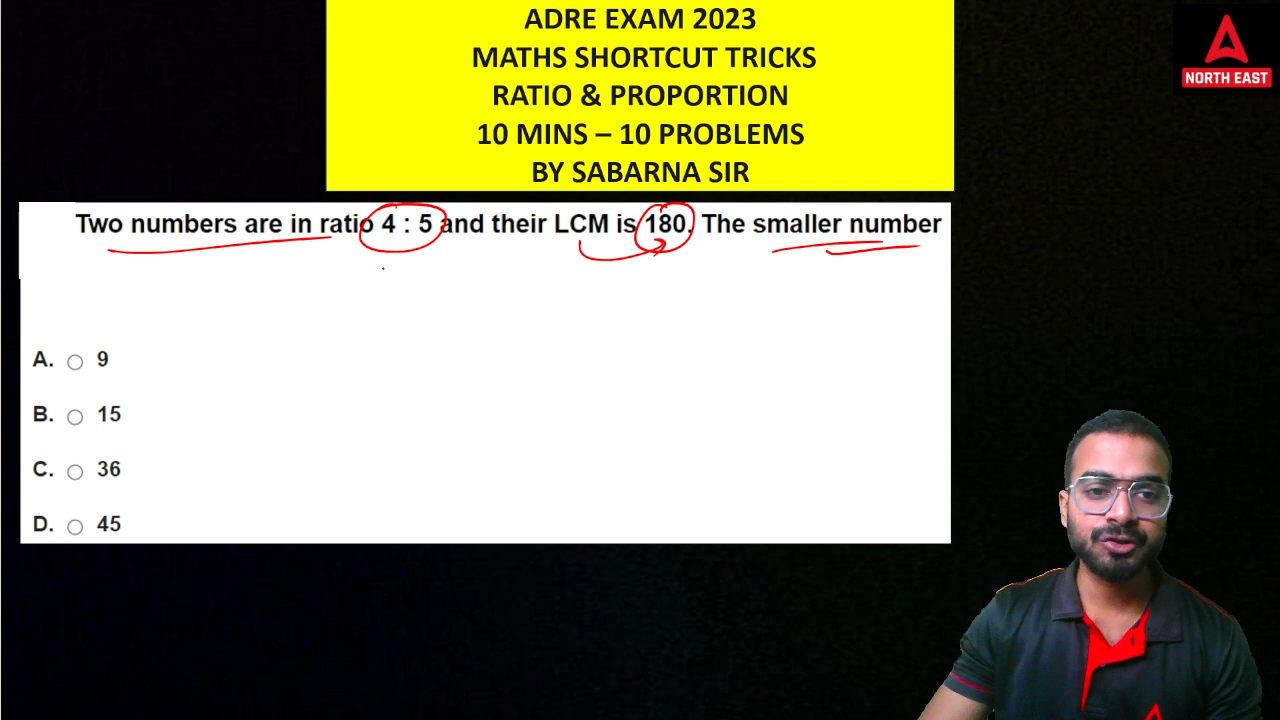 ADRE EXAM 2023
MATHS SHORTCUT TRICKS
RATIO & PROPORTION
10 MINS – 10 PROBLEMS
BY SABARNA SIR
NORTH EAST
Two numbers are in ratio 4 : 5 and their LCM is 180. The smaller number
A. 9
B. 15
C. 36
D. 45